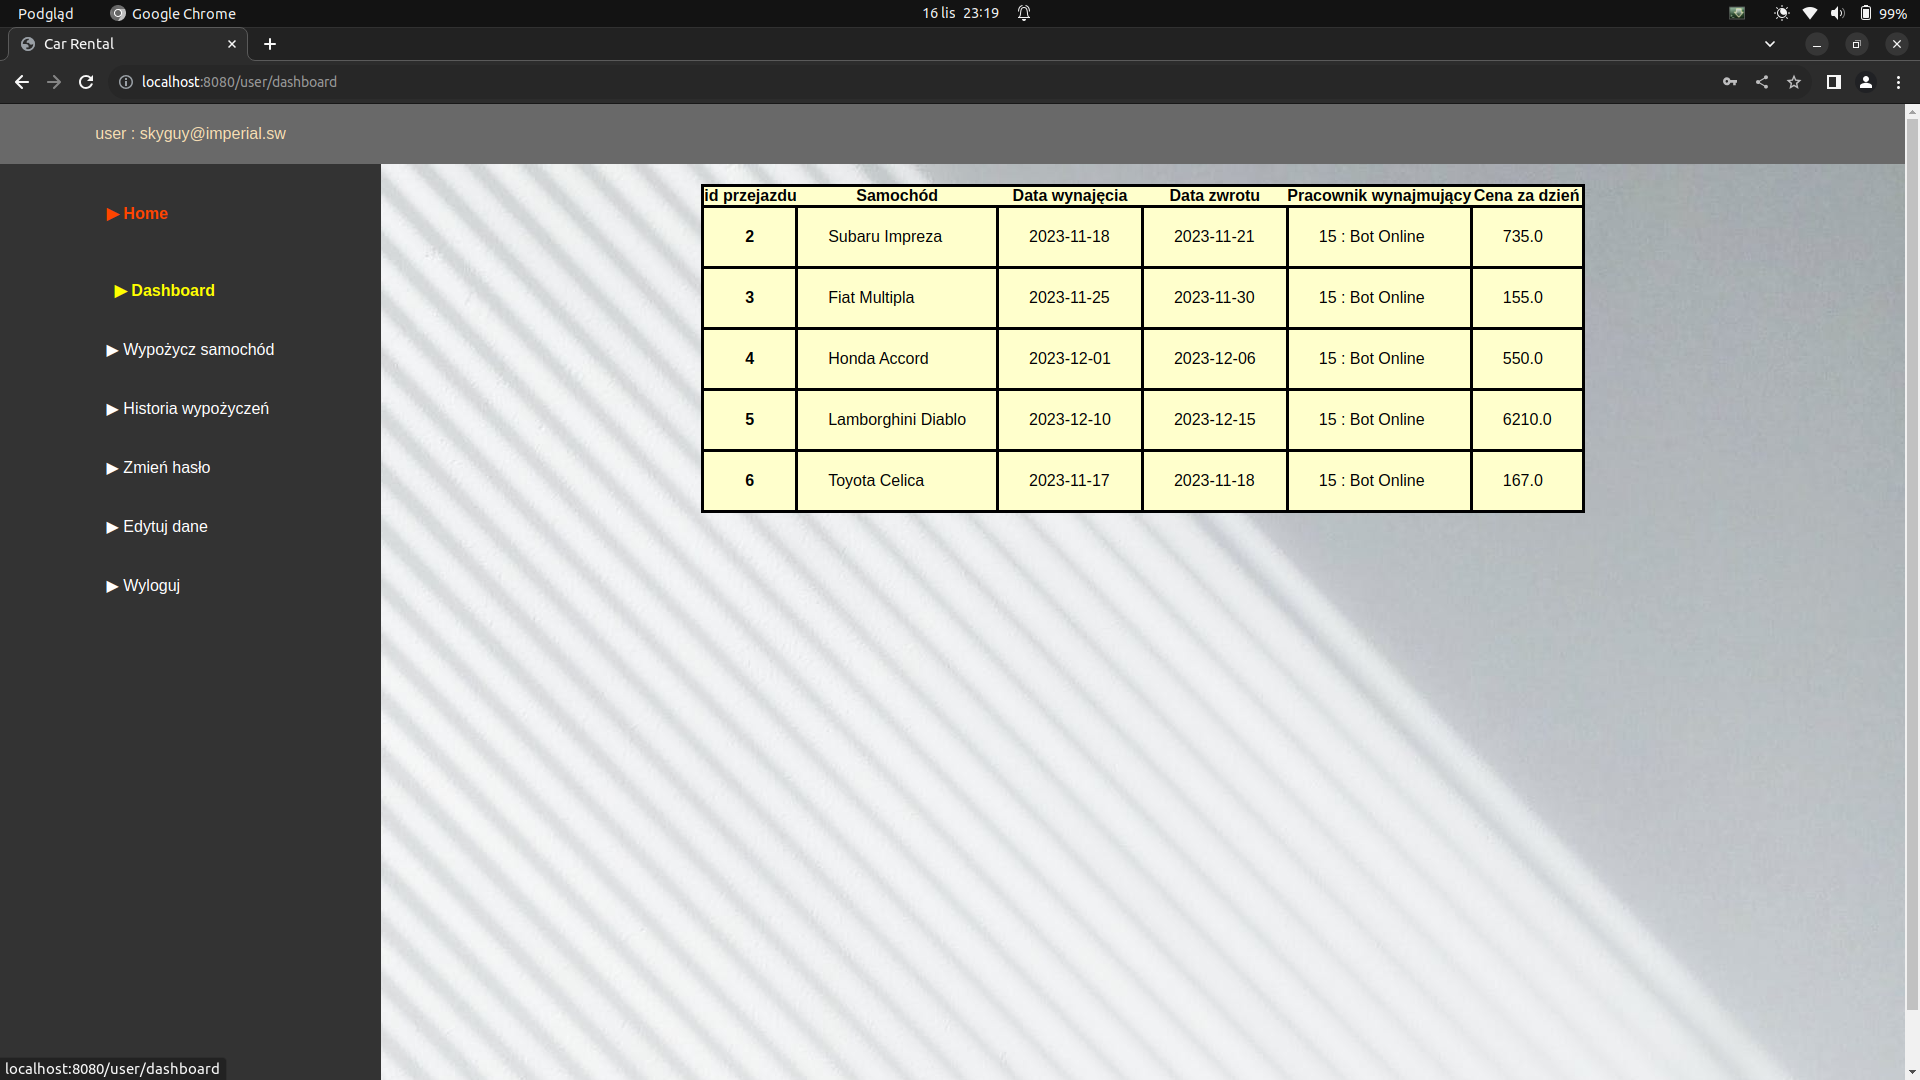 Podgląd Google Chrome 16 lis 23:19 99%
Car Rental
localhost:8080/user/dashboard
user : skyguy@imperial.sw
▶ Home
▶ Dashboard
▶ Wypożycz samochód
▶ Historia wypożyczeń
▶ Zmień hasło
▶ Edytuj dane
▶ Wyloguj
id przejazdu Samochód Data wynajęcia Data zwrotu Pracownik wynajmujący Cena za dzień
2 Subaru Impreza 2023-11-18 2023-11-21 15 : Bot Online 735.0
3 Fiat Multipla 2023-11-25 2023-11-30 15 : Bot Online 155.0
4 Honda Accord 2023-12-01 2023-12-06 15 : Bot Online 550.0
5 Lamborghini Diablo 2023-12-10 2023-12-15 15 : Bot Online 6210.0
6 Toyota Celica 2023-11-17 2023-11-18 15 : Bot Online 167.0
localhost:8080/user/dashboard